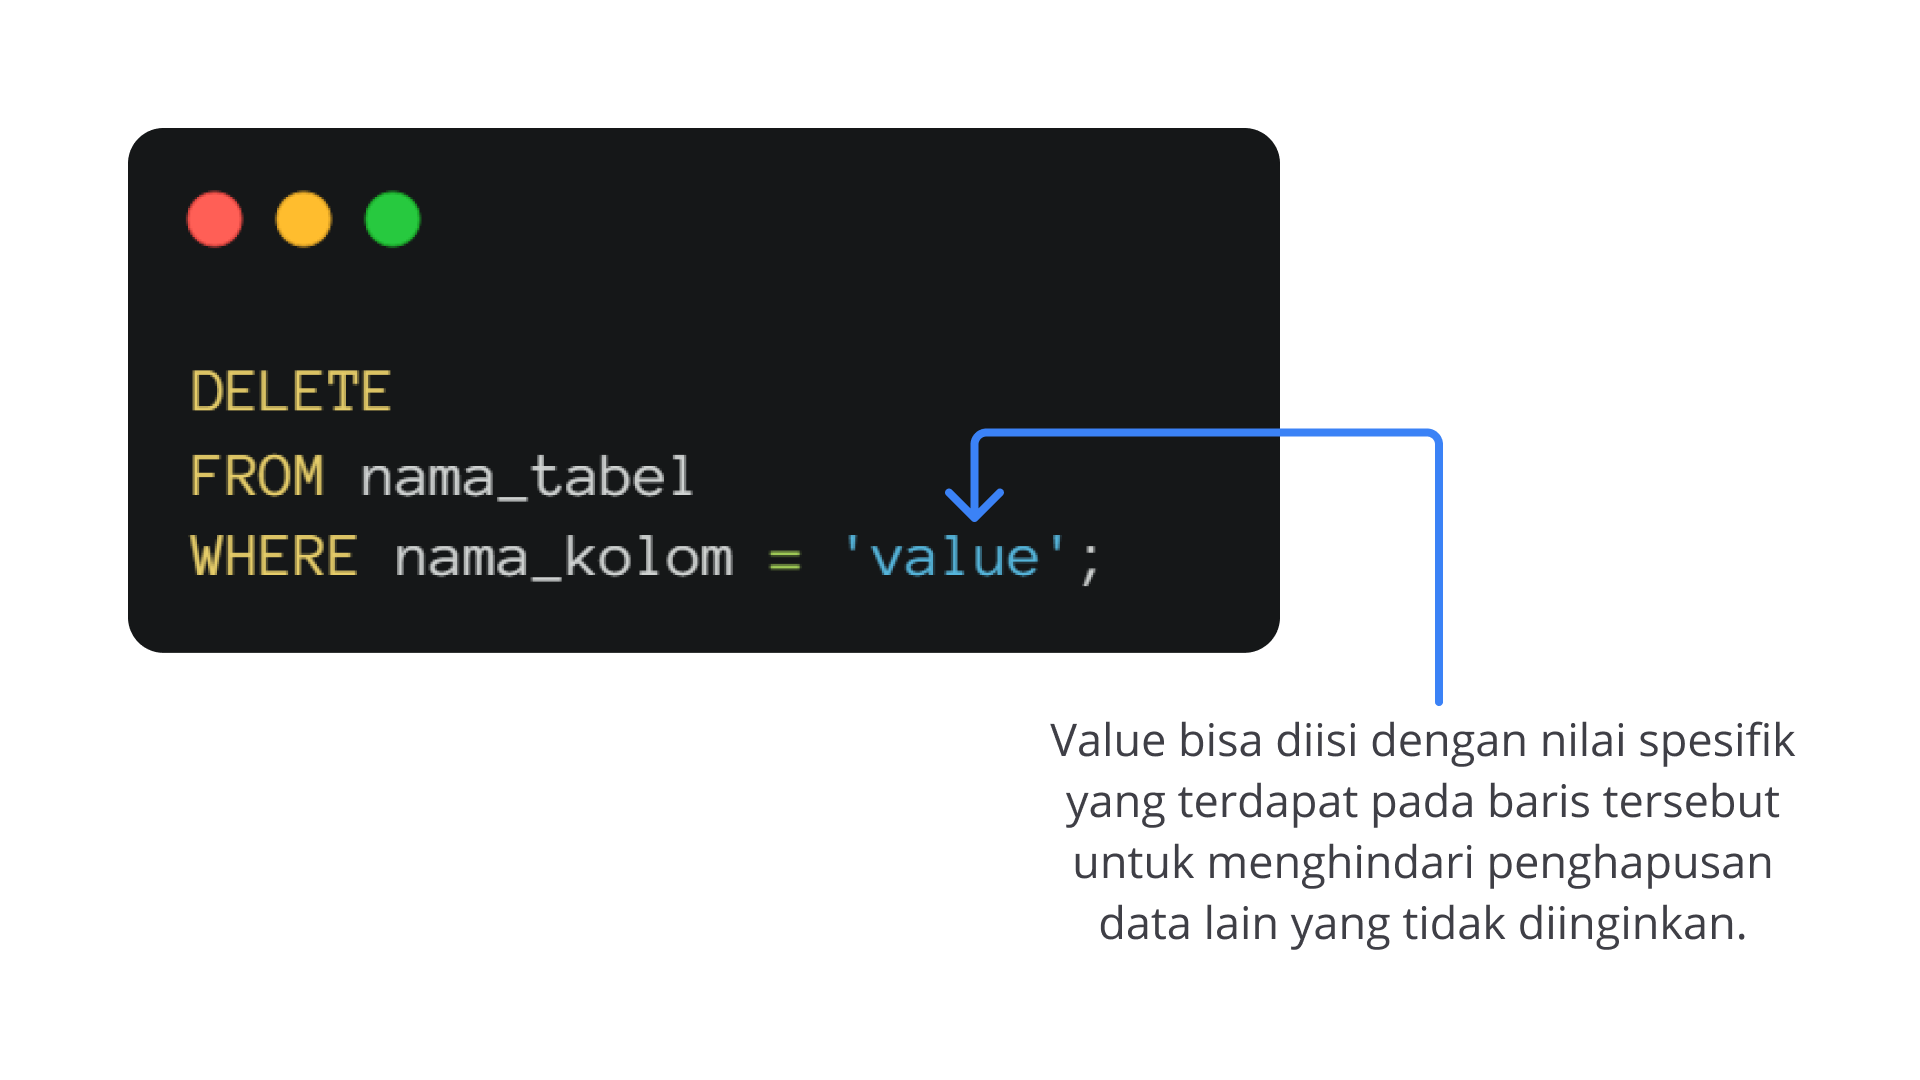 DELETE
FROM nama_tabel
WHERE nama_kolom = 'value';
Value bisa diisi dengan nilai spesifik
yang terdapat pada baris tersebut
untuk menghindari penghapusan
data lain yang tidak diinginkan.